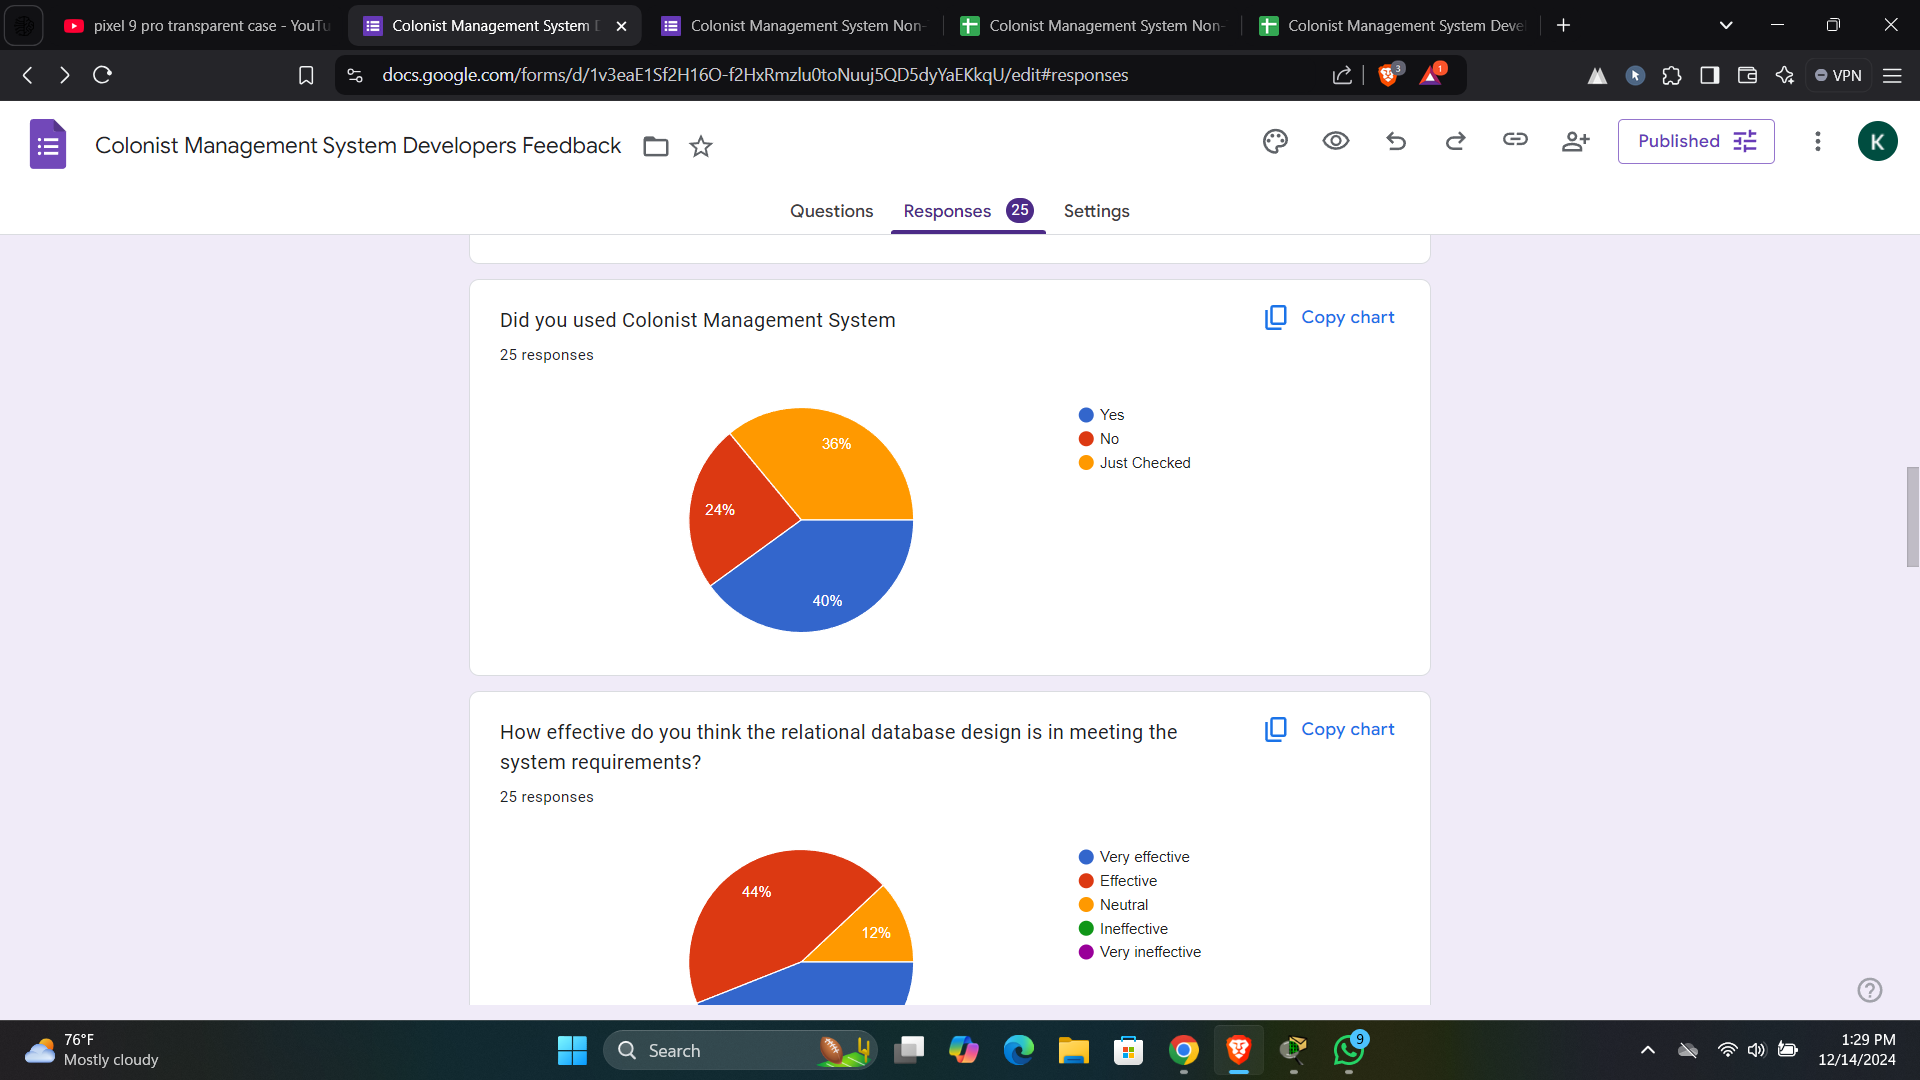 pixel 9 pro transparent case - YouTu
Colonist Management System D
Colonist Management System Non-
Colonist Management System Non-
Colonist Management System Deve
docs.google.com/forms/d/1v3eaE1Sf2H16O-f2HxRmzlu0toNuuj5QD5dyYaEKkqU/edit#responses
3
1
VPN
Colonist Management System Developers Feedback
Published
K
Questions
Responses 25
Settings
Did you used Colonist Management System
Copy chart
25 responses
Yes
No
Just Checked
36%
24%
40%
How effective do you think the relational database design is in meeting the
system requirements?
Copy chart
25 responses
Very effective
Effective
Neutral
Ineffective
Very ineffective
44%
12%
76°F
Mostly cloudy
Search
9
1:29 PM
12/14/2024